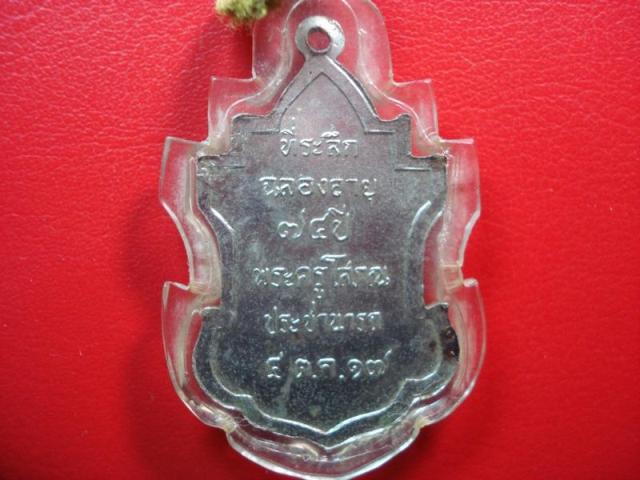 ที่ระลึก
ฉลองอายุ
๗๔ปี
พระครูโสภณ
ประชานารถ
๕ ต.ค.๑๗